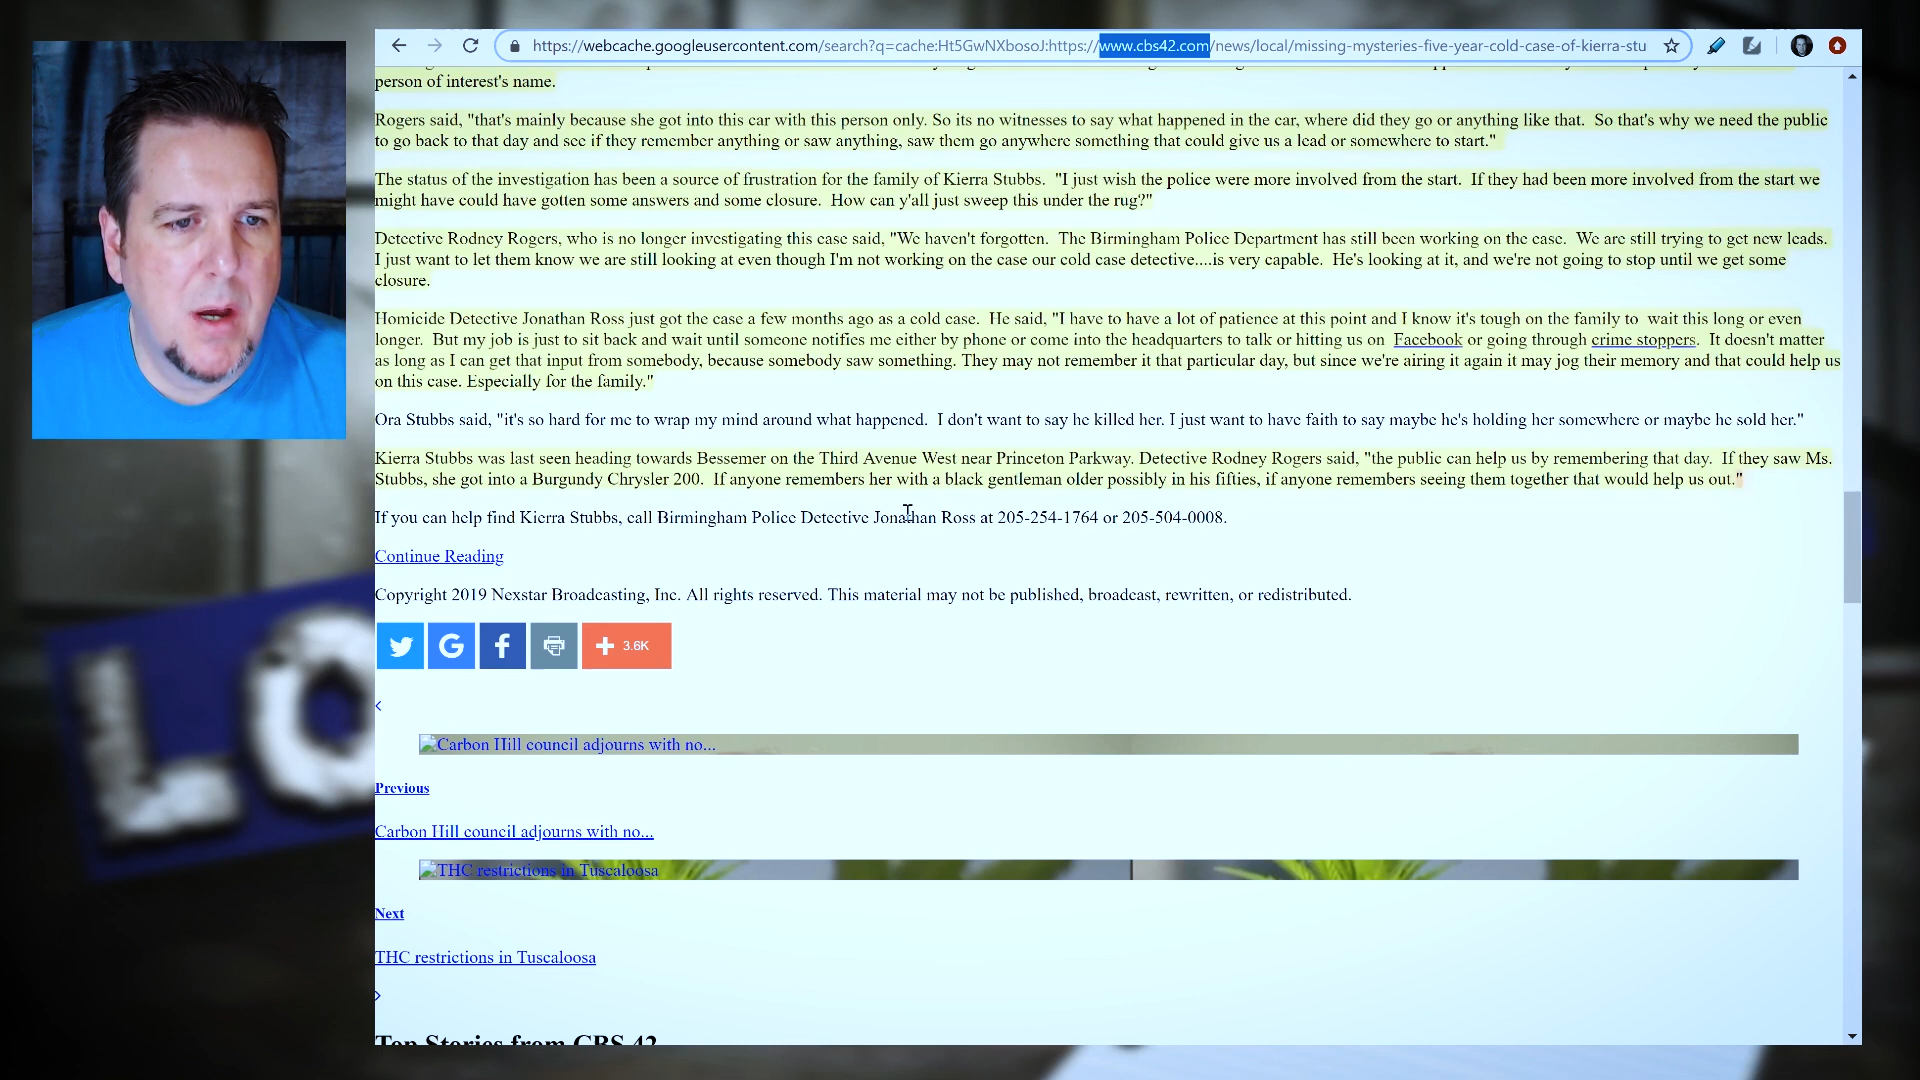 https://webcache.googleusercontent.com/search?q=cache:Ht5GwNXbosoJ:https://www.cbs42.com/news/local/missing-mysteries-five-year-cold-case-of-kierra-stu
person of interest's name.
Rogers said, "that's mainly because she got into this car with this person only. So its no witnesses to say what happened in the car, where did they go or anything like that.  So that's why we need the public
to go back to that day and see if they remember anything or saw anything, saw them go anywhere something that could give us a lead or somewhere to start."
The status of the investigation has been a source of frustration for the family of Kierra Stubbs.  "I just wish the police were more involved from the start.  If they had been more involved from the start we
might have could have gotten some answers and some closure.  How can y'all just sweep this under the rug?"
Detective Rodney Rogers, who is no longer investigating this case said, "We haven't forgotten.  The Birmingham Police Department has still been working on the case.  We are still trying to get new leads.
I just want to let them know we are still looking at even though I'm not working on the case our cold case detective....is very capable.  He's looking at it, and we're not going to stop until we get some
closure.
Homicide Detective Jonathan Ross just got the case a few months ago as a cold case.  He said, "I have to have a lot of patience at this point and I know it's tough on the family to  wait this long or even
longer.  But my job is just to sit back and wait until someone notifies me either by phone or come into the headquarters to talk or hitting us on  Facebook or going through crime stoppers.  It doesn't matter
as long as I can get that input from somebody, because somebody saw something. They may not remember it that particular day, but since we're airing it again it may jog their memory and that could help us
on this case. Especially for the family."
Ora Stubbs said, "it's so hard for me to wrap my mind around what happened.  I don't want to say he killed her. I just want to have faith to say maybe he's holding her somewhere or maybe he sold her."
Kierra Stubbs was last seen heading towards Bessemer on the Third Avenue West near Princeton Parkway. Detective Rodney Rogers said, "the public can help us by remembering that day.  If they saw Ms.
Stubbs, she got into a Burgundy Chrysler 200.  If anyone remembers her with a black gentleman older possibly in his fifties, if anyone remembers seeing them together that would help us out."
If you can help find Kierra Stubbs, call Birmingham Police Detective Jonathan Ross at 205-254-1764 or 205-504-0008.
Continue Reading
Copyright 2019 Nexstar Broadcasting, Inc. All rights reserved. This material may not be published, broadcast, rewritten, or redistributed.
3.6K
Carbon Hill council adjourns with no...
Previous
Carbon Hill council adjourns with no...
THC restrictions in Tuscaloosa
Next
THC restrictions in Tuscaloosa
Top Stories from CBS 42
LO